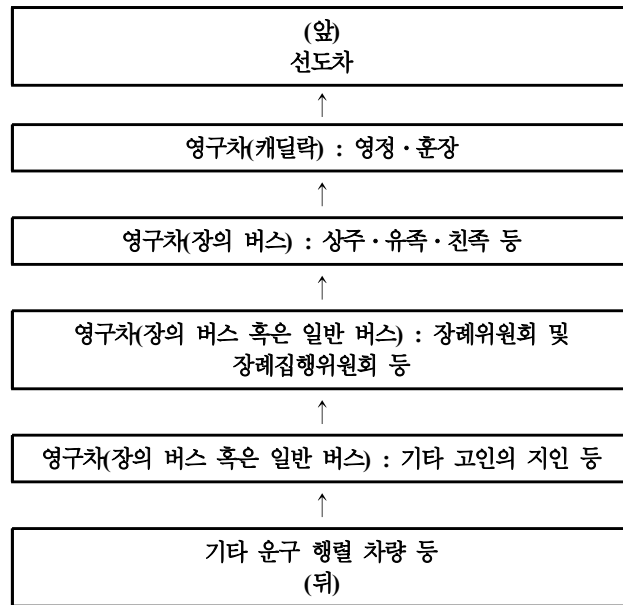 (앞)
선도차
↑
영구차(캐딜락) : 영정·훈장
↑
영구차(장의 버스) : 상주·유족·친족 등
↑
영구차(장의 버스 혹은 일반 버스) : 장례위원회 및
장례집행위원회 등
↑
영구차(장의 버스 혹은 일반 버스) : 기타 고인의 지인 등
↑
기타 운구 행렬 차량 등
(뒤)